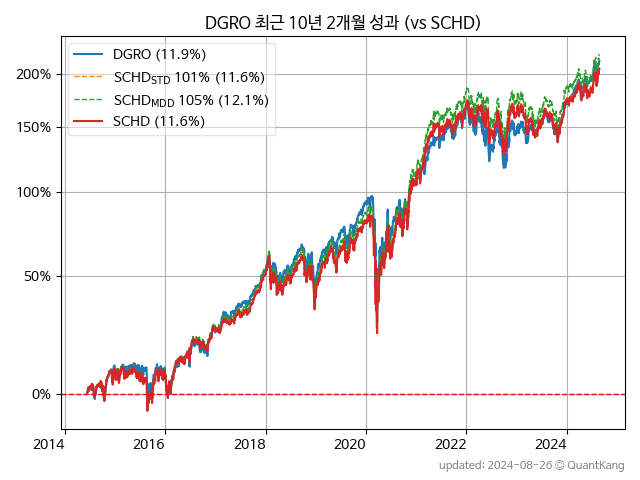 DGRO 최근 10년 2개월 성과 (vs SCHD)
DGRO (11.9%)
SCHD_STD 101% (11.6%)
SCHD_MDD 105% (12.1%)
SCHD (11.6%)
200%
150%
100%
50%
0%
2014 2016 2018 2020 2022 2024
updated: 2024-08-26 © QuantKang